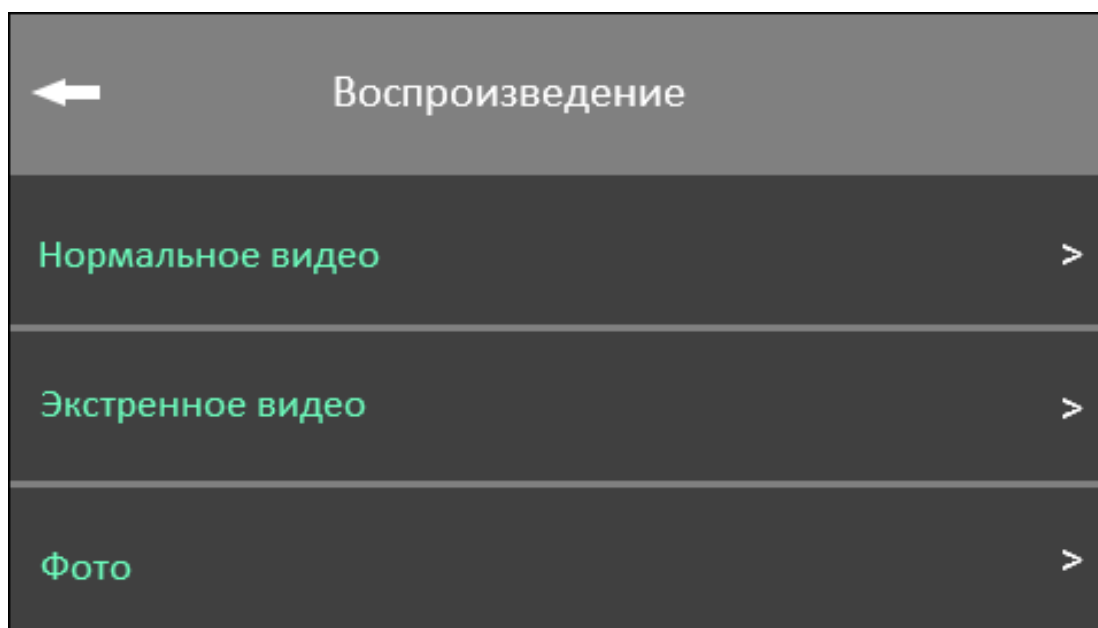 Воспроизведение
Нормальное видео >
Экстренное видео >
Фото >